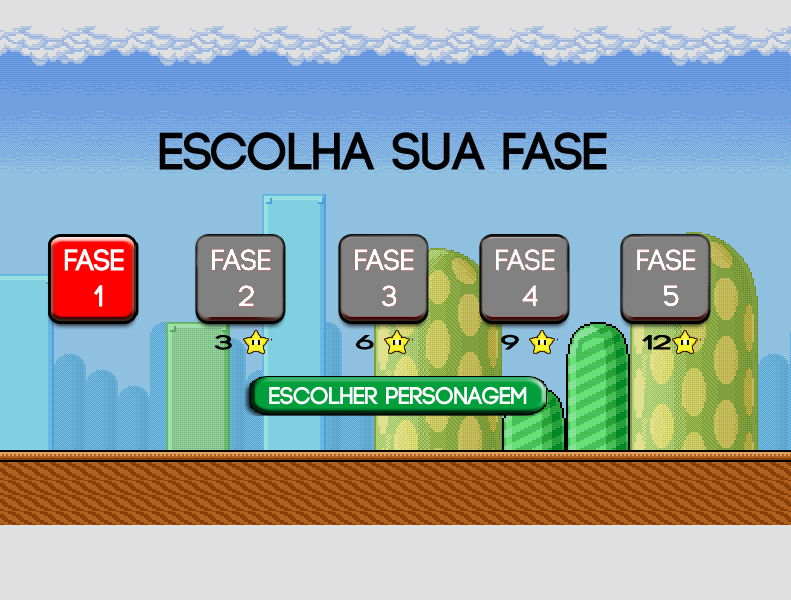 ESCOLHA SUA FASE
FASE 1
FASE 2
FASE 3
FASE 4
FASE 5
3
6
9
12
ESCOLHER PERSONAGEM